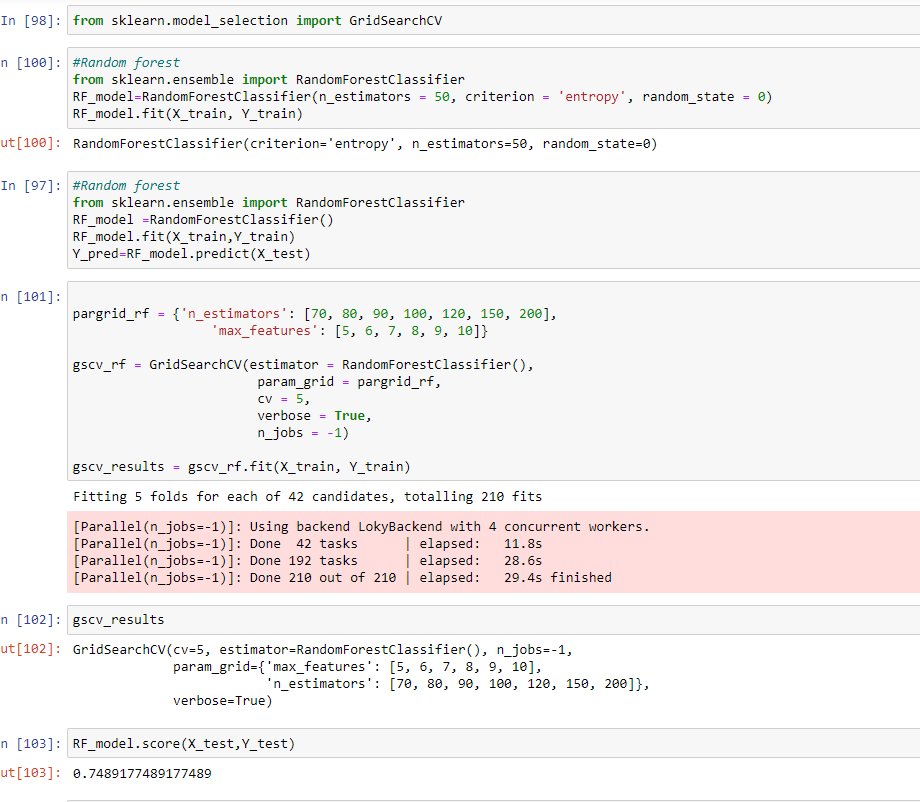 In [98]: from sklearn.model_selection import GridSearchCV
n [100]: #Random forest
from sklearn.ensemble import RandomForestClassifier
RF_model=RandomForestClassifier(n_estimators = 50, criterion = 'entropy', random_state = 0)
RF_model.fit(X_train, Y_train)
ut[100]: RandomForestClassifier(criterion='entropy', n_estimators=50, random_state=0)
In [97]: #Random forest
from sklearn.ensemble import RandomForestClassifier
RF_model =RandomForestClassifier()
RF_model.fit(X_train,Y_train)
Y_pred=RF_model.predict(X_test)
n [101]:
pargrid_rf = {'n_estimators': [70, 80, 90, 100, 120, 150, 200],
'max_features': [5, 6, 7, 8, 9, 10]}
gscv_rf = GridSearchCV(estimator = RandomForestClassifier(),
param_grid = pargrid_rf,
cv = 5,
verbose = True,
n_jobs = -1)
gscv_results = gscv_rf.fit(X_train, Y_train)
Fitting 5 folds for each of 42 candidates, totalling 210 fits
[Parallel(n_jobs=-1)]: Using backend LokyBackend with 4 concurrent workers.
[Parallel(n_jobs=-1)]: Done  42 tasks      | elapsed:   11.8s
[Parallel(n_jobs=-1)]: Done 192 tasks      | elapsed:   28.6s
[Parallel(n_jobs=-1)]: Done 210 out of 210 | elapsed:   29.4s finished
n [102]: gscv_results
ut[102]: GridSearchCV(cv=5, estimator=RandomForestClassifier(), n_jobs=-1,
param_grid={'max_features': [5, 6, 7, 8, 9, 10],
'n_estimators': [70, 80, 90, 100, 120, 150, 200]},
verbose=True)
n [103]: RF_model.score(X_test,Y_test)
ut[103]: 0.7489177489177489